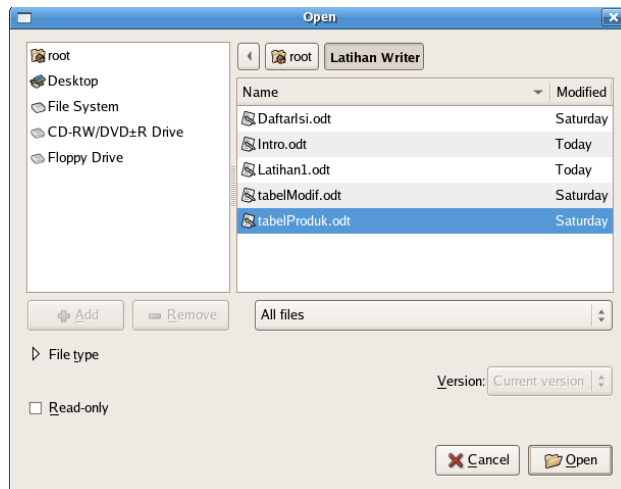 Open
root
Desktop
File System
CD-RW/DVD±R Drive
Floppy Drive
root Latihan Writer
Name Modified
DaftarIsi.odt Saturday
Intro.odt Today
Latihan1.odt Today
tabelModif.odt Saturday
tabelProduk.odt Saturday
Add Remove
All files
File type
Version: Current version
Read-only
Cancel Open